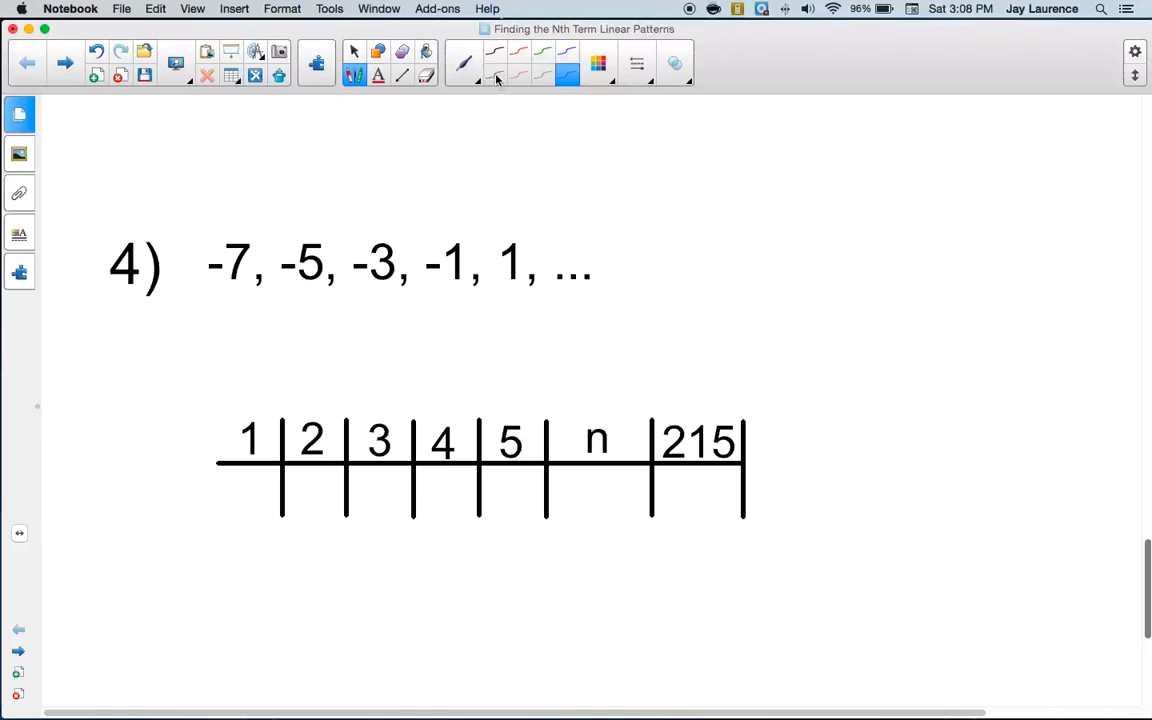 Notebook File Edit View Insert Format Tools Window Add-ons Help 96% Sat 3:08 PM Jay Laurence
Finding the Nth Term Linear Patterns
A
4) -7, -5, -3, -1, 1, ...
1 2 3 4 5 n 215